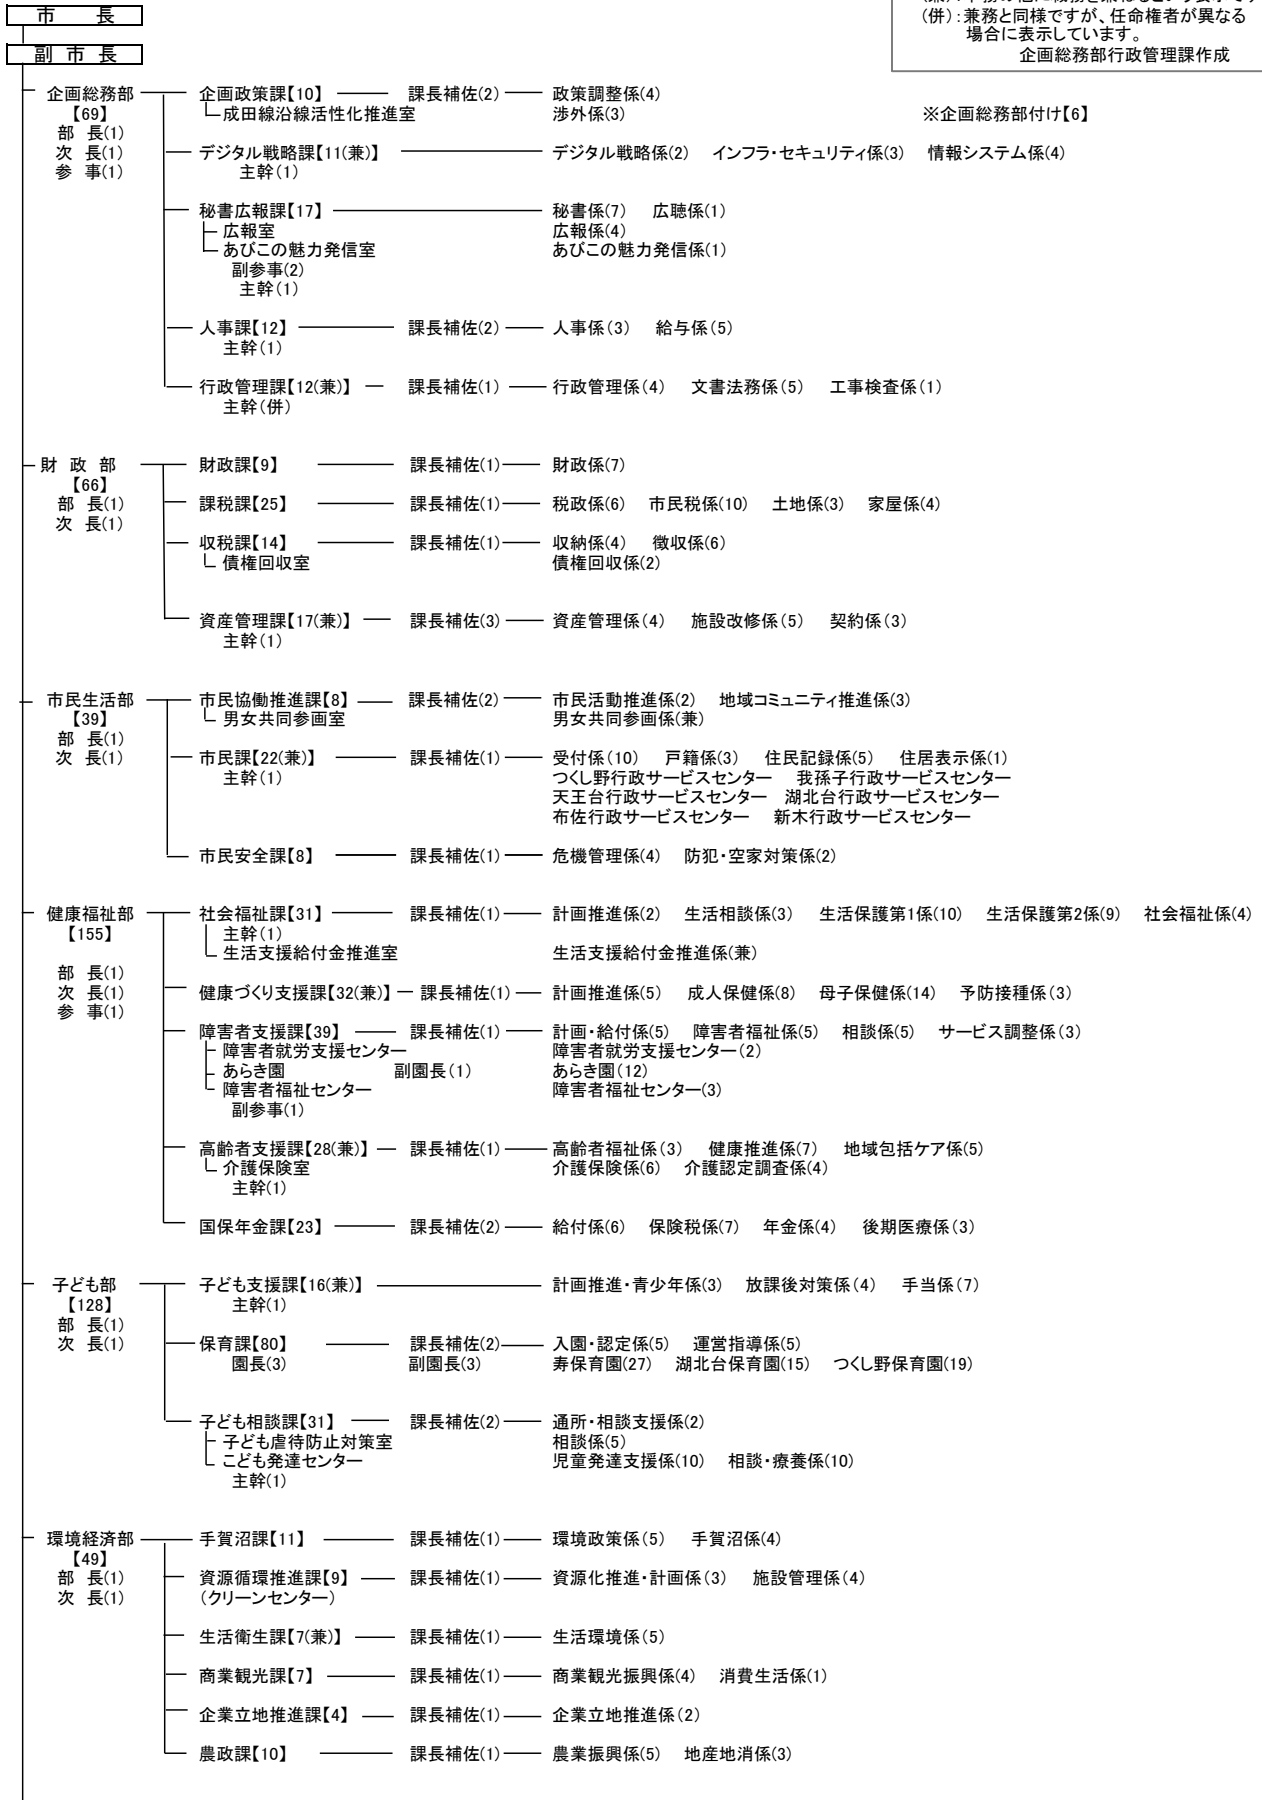 市　長
副 市 長
(併)：兼務と同様ですが、任命権者が異なる
場合に表示しています。
企画総務部行政管理課作成
企画総務部 企画政策課【10】 課長補佐(2) 政策調整係(4)
【69】 成田線沿線活性化推進室 渉外係(3) ※企画総務部付け【6】
部 長(1)
次 長(1) デジタル戦略課【11(兼)】 デジタル戦略係(2) インフラ・セキュリティ係(3) 情報システム係(4)
参 事(1) 主幹(1)
秘書広報課【17】 秘書係(7) 広聴係(1)
広報室 広報係(4)
あびこの魅力発信室 あびこの魅力発信係(1)
副参事(2)
主幹(1)
人事課【12】 課長補佐(2) 人事係(3) 給与係(5)
主幹(1)
行政管理課【12(兼)】 課長補佐(1) 行政管理係(4) 文書法務係(5) 工事検査係(1)
主幹(併)
財 政 部 財政課【9】 課長補佐(1) 財政係(7)
【66】
部 長(1) 課税課【25】 課長補佐(1) 税政係(6) 市民税係(10) 土地係(3) 家屋係(4)
次 長(1)
収税課【14】 課長補佐(1) 収納係(4) 徴収係(6)
債権回収室 債権回収係(2)
資産管理課【17(兼)】 課長補佐(3) 資産管理係(4) 施設改修係(5) 契約係(3)
主幹(1)
市民生活部 市民協働推進課【8】 課長補佐(2) 市民活動推進係(2) 地域コミュニティ推進係(3)
【39】 男女共同参画室 男女共同参画係(兼)
部 長(1)
次 長(1) 市民課【22(兼)】 課長補佐(1) 受付係(10) 戸籍係(3) 住民記録係(5) 住居表示係(1)
主幹(1) つくし野行政サービスセンター 我孫子行政サービスセンター
天王台行政サービスセンター 湖北台行政サービスセンター
布佐行政サービスセンター 新木行政サービスセンター
市民安全課【8】 課長補佐(1) 危機管理係(4) 防犯・空家対策係(2)
健康福祉部 社会福祉課【31】 課長補佐(1) 計画推進係(2) 生活相談係(3) 生活保護第1係(10) 生活保護第2係(9) 社会福祉係(4)
【155】 主幹(1)
生活支援給付金推進室 生活支援給付金推進係(兼)
部 長(1)
次 長(1) 健康づくり支援課【32(兼)】 課長補佐(1) 計画推進係(5) 成人保健係(8) 母子保健係(14) 予防接種係(3)
参 事(1)
障害者支援課【39】 課長補佐(1) 計画・給付係(5) 障害者福祉係(5) 相談係(5) サービス調整係(3)
障害者就労支援センター 障害者就労支援センター(2)
あらき園 副園長(1) あらき園(12)
障害者福祉センター 障害者福祉センター(3)
副参事(1)
高齢者支援課【28(兼)】 課長補佐(1) 高齢者福祉係(3) 健康推進係(7) 地域包括ケア係(5)
介護保険室 介護保険係(6) 介護認定調査係(4)
主幹(1)
国保年金課【23】 課長補佐(2) 給付係(6) 保険税係(7) 年金係(4) 後期医療係(3)
子ども部 子ども支援課【16(兼)】 計画推進・青少年係(3) 放課後対策係(4) 手当係(7)
【128】 主幹(1)
部 長(1)
次 長(1) 保育課【80】 課長補佐(2) 入園・認定係(5) 運営指導係(5)
園長(3) 副園長(3) 寿保育園(27) 湖北台保育園(15) つくし野保育園(19)
子ども相談課【31】 課長補佐(2) 通所・相談支援係(2)
子ども虐待防止対策室 相談係(5)
こども発達センター 児童発達支援係(10) 相談・療養係(10)
主幹(1)
環境経済部 手賀沼課【11】 課長補佐(1) 環境政策係(5) 手賀沼係(4)
【49】
部 長(1) 資源循環推進課【9】 課長補佐(1) 資源化推進・計画係(3) 施設管理係(4)
次 長(1) (クリーンセンター)
生活衛生課【7(兼)】 課長補佐(1) 生活環境係(5)
商業観光課【7】 課長補佐(1) 商業観光振興係(4) 消費生活係(1)
企業立地推進課【4】 課長補佐(1) 企業立地推進係(2)
農政課【10】 課長補佐(1) 農業振興係(5) 地産地消係(3)